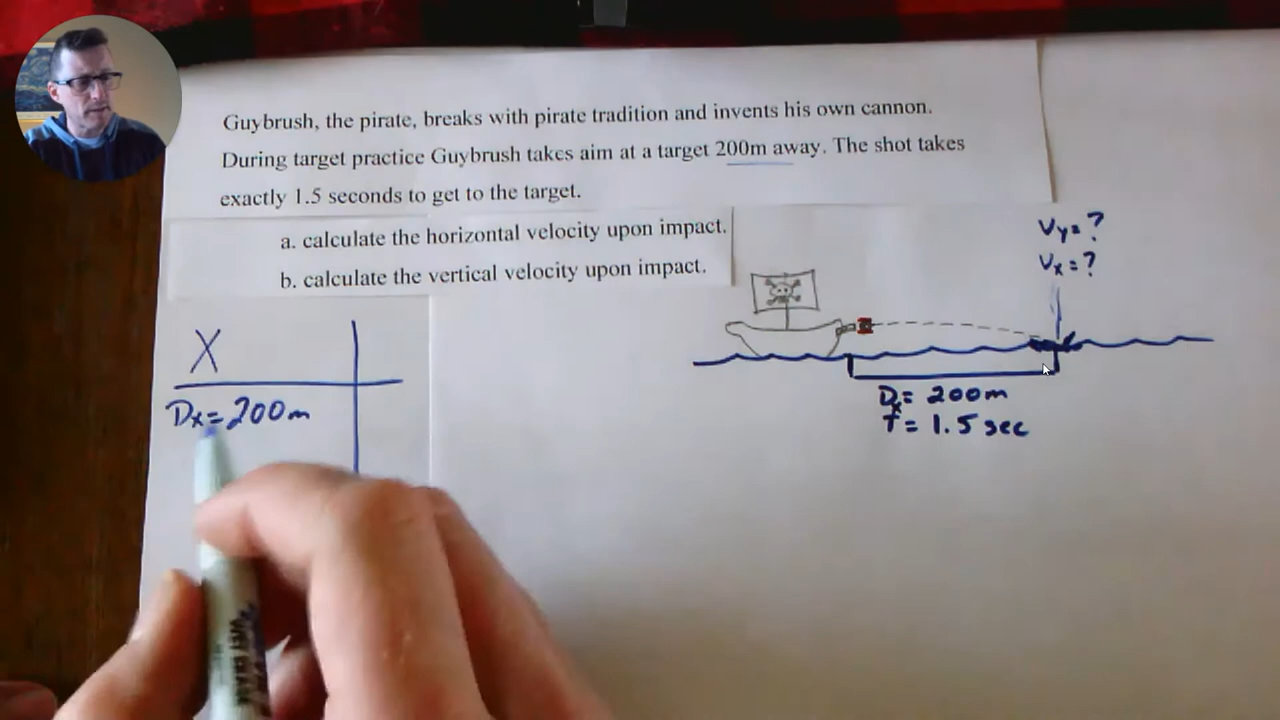 Guybrush, the pirate, breaks with pirate tradition and invents his own cannon.
During target practice Guybrush takes aim at a target 200m away. The shot takes
exactly 1.5 seconds to get to the target.
a. calculate the horizontal velocity upon impact.
b. calculate the vertical velocity upon impact.
Vy = ?
Vx = ?
X
Dx = 200m
Dx = 200m
t = 1.5 sec